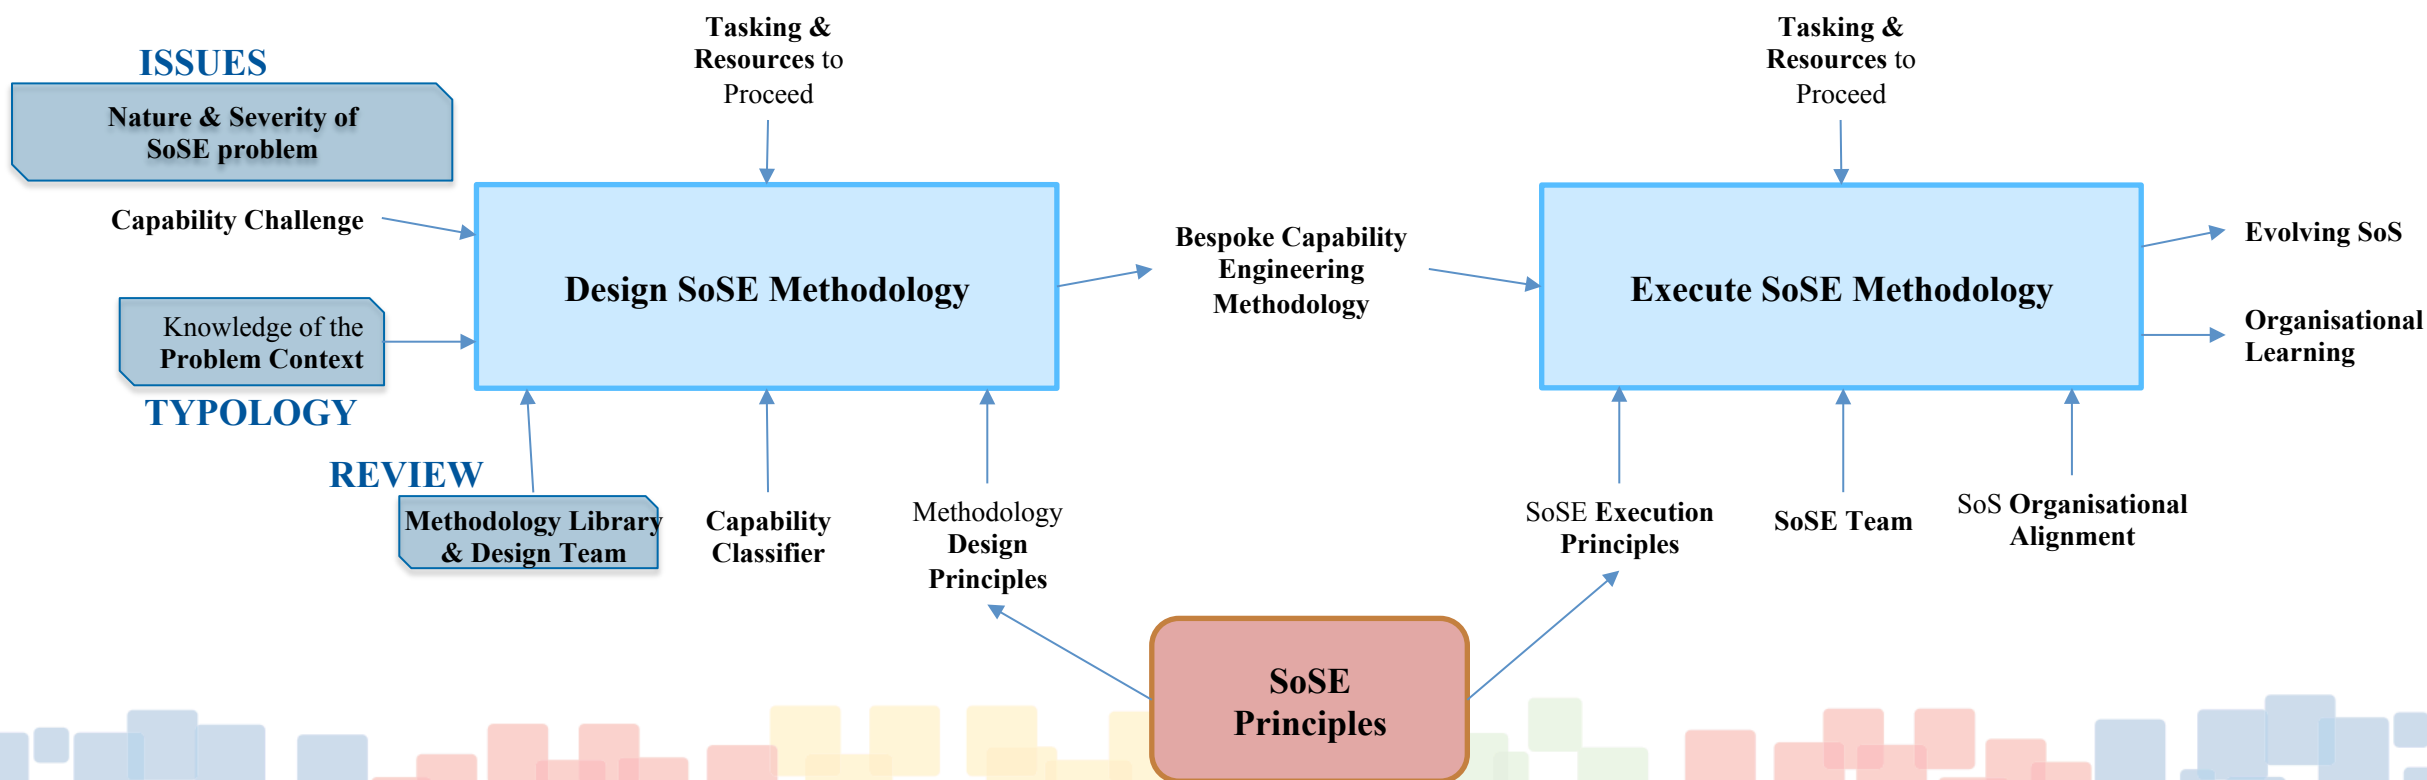 Tasking &
Resources to
Proceed
Tasking &
Resources to
Proceed
ISSUES
Nature & Severity of
SoSE problem
Capability Challenge
Design SoSE Methodology
Bespoke Capability
Engineering
Methodology
Execute SoSE Methodology
Evolving SoS
Organisational
Learning
Knowledge of the
Problem Context
TYPOLOGY
REVIEW
Methodology Library
& Design Team
Capability
Classifier
Methodology
Design
Principles
SoSE Execution
Principles
SoSE Team
SoS Organisational
Alignment
SoSE
Principles